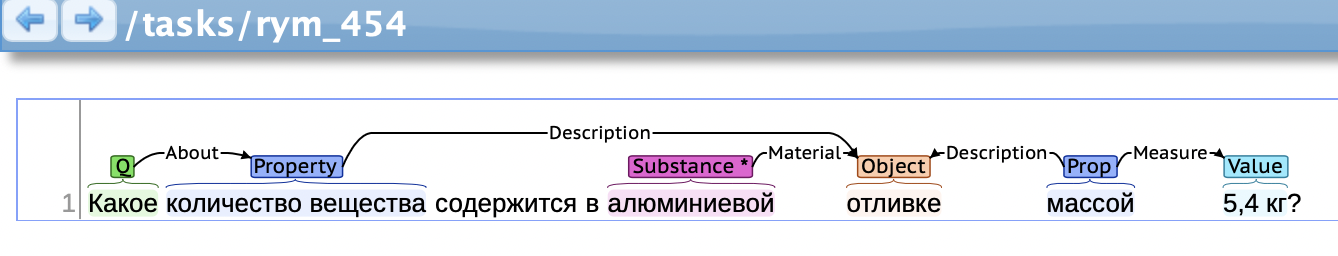 /tasks/rym_454
Description
About Material Description Measure
Q Property Substance * Object Prop Value
1 Какое количество вещества содержится в алюминиевой отливке массой 5,4 кг?